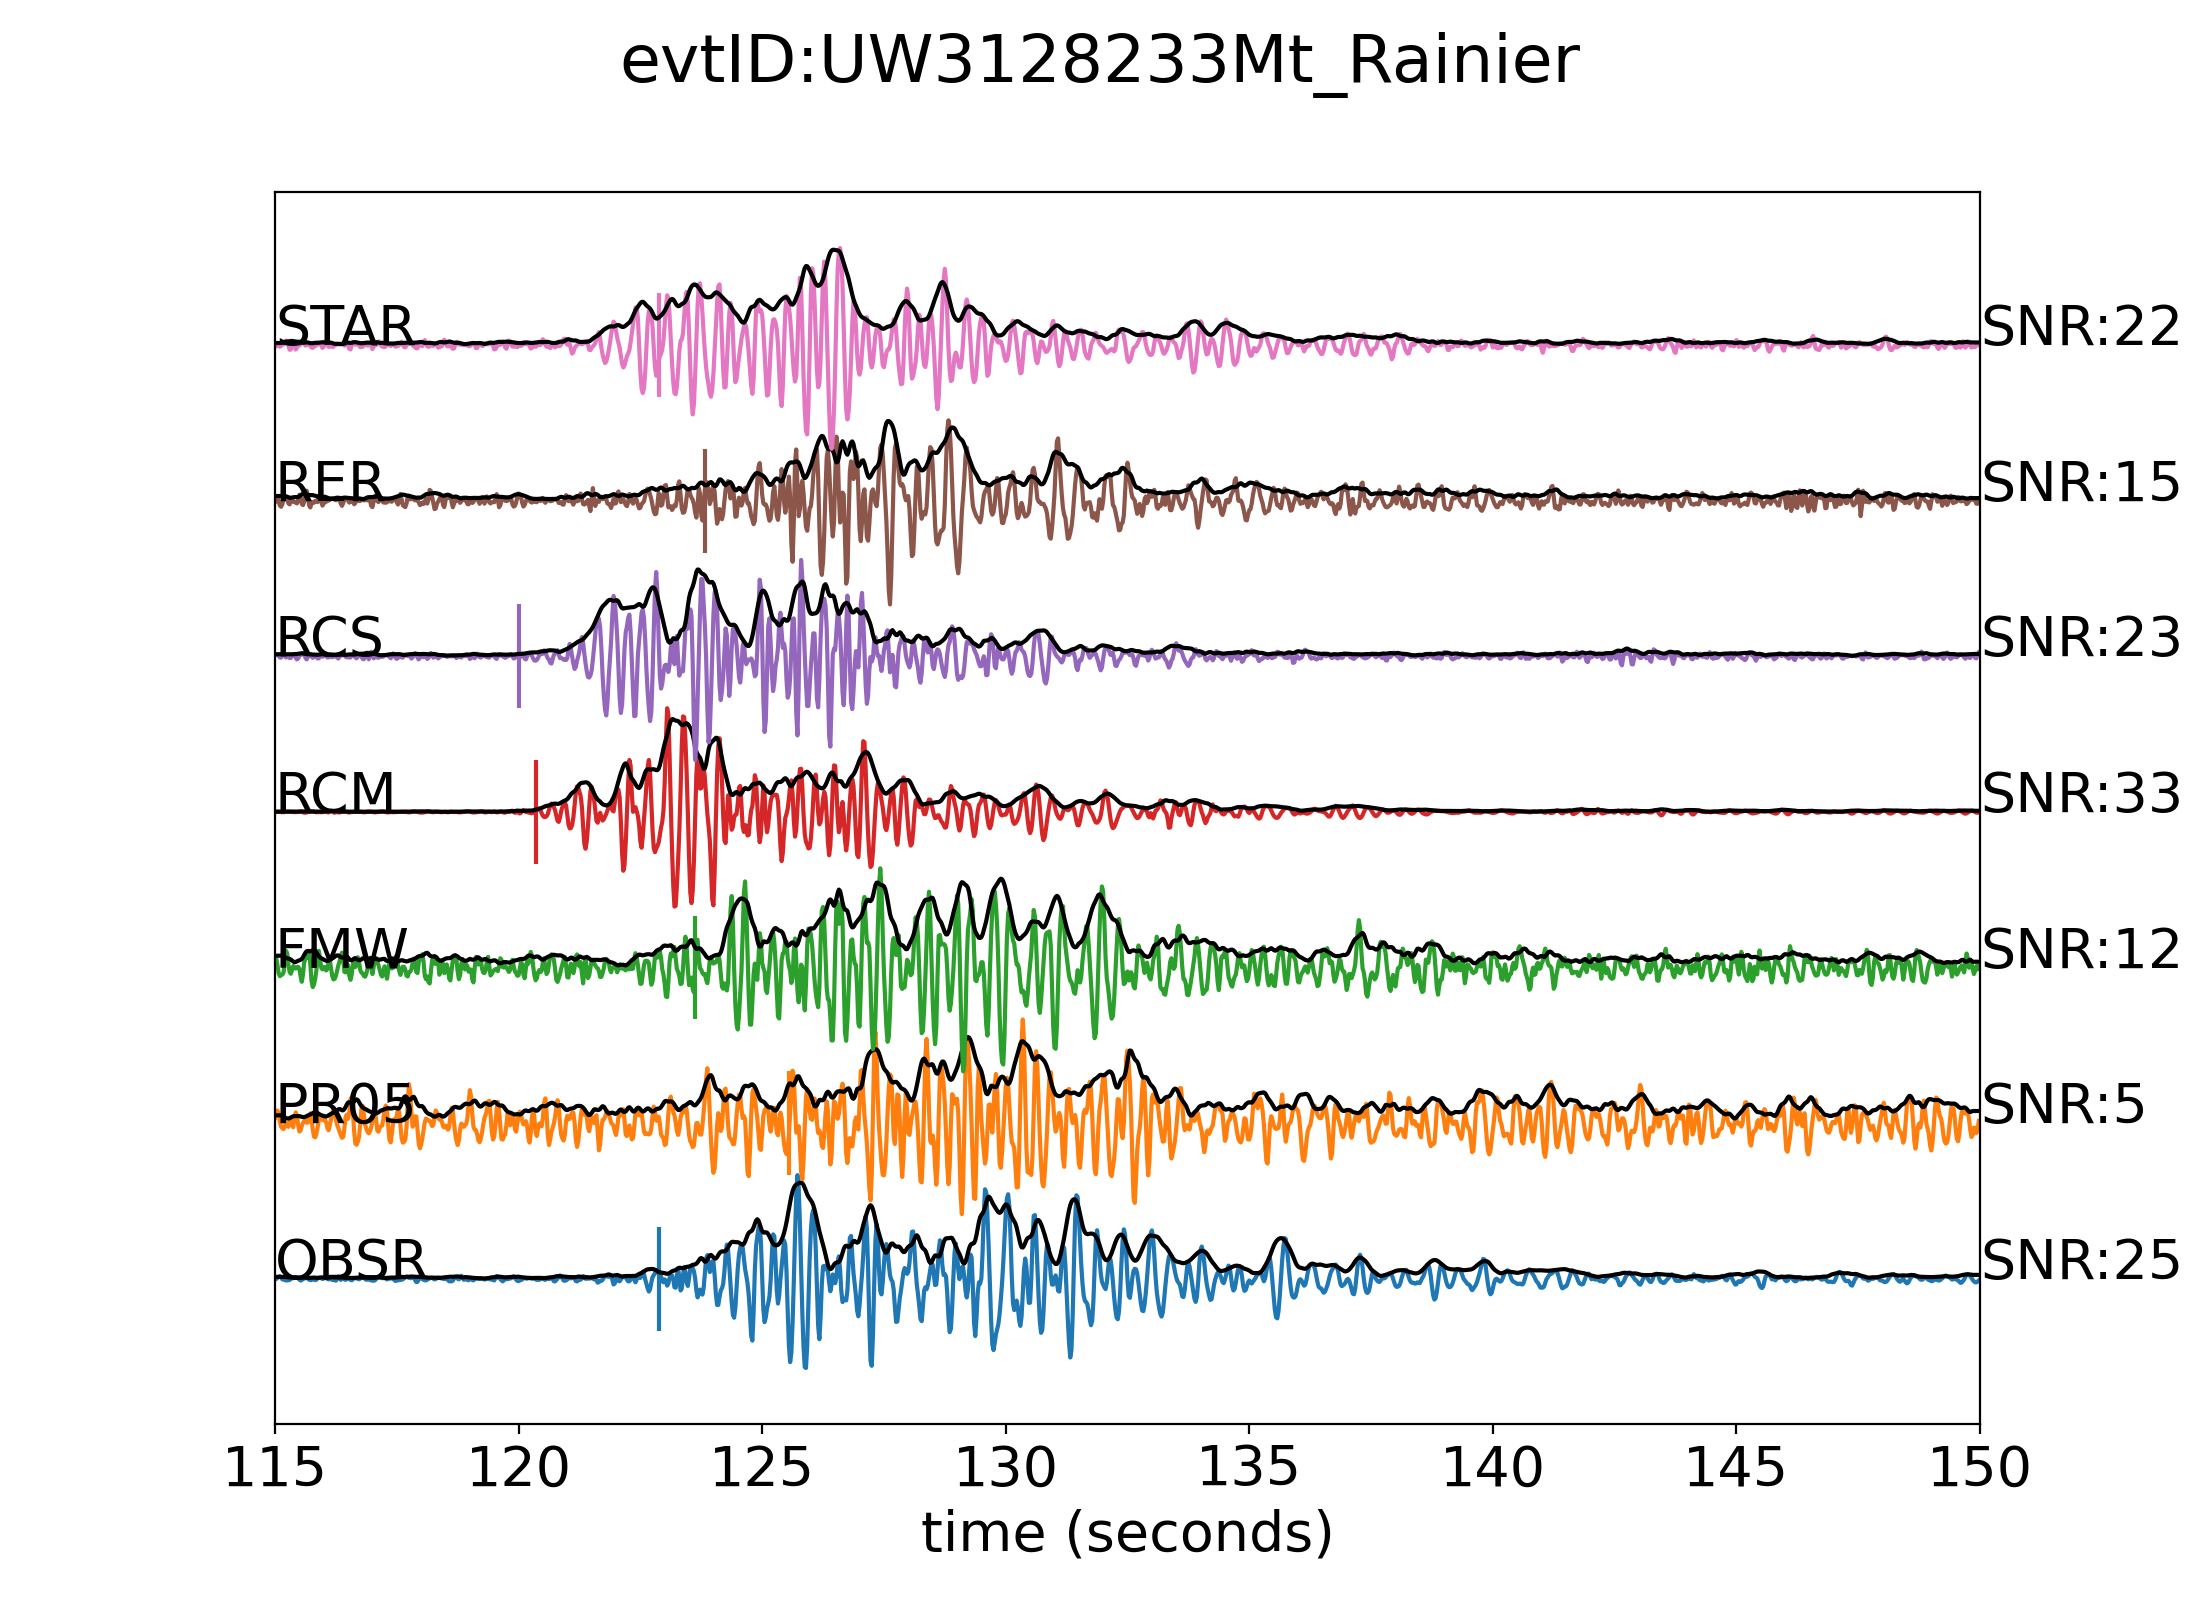 evtID:UW3128233Mt_Rainier
STAR SNR:22
RER SNR:15
RCS SNR:23
RCM SNR:33
FMW SNR:12
PR05 SNR:5
OBSR SNR:25
115 120 125 130 135 140 145 150
time (seconds)